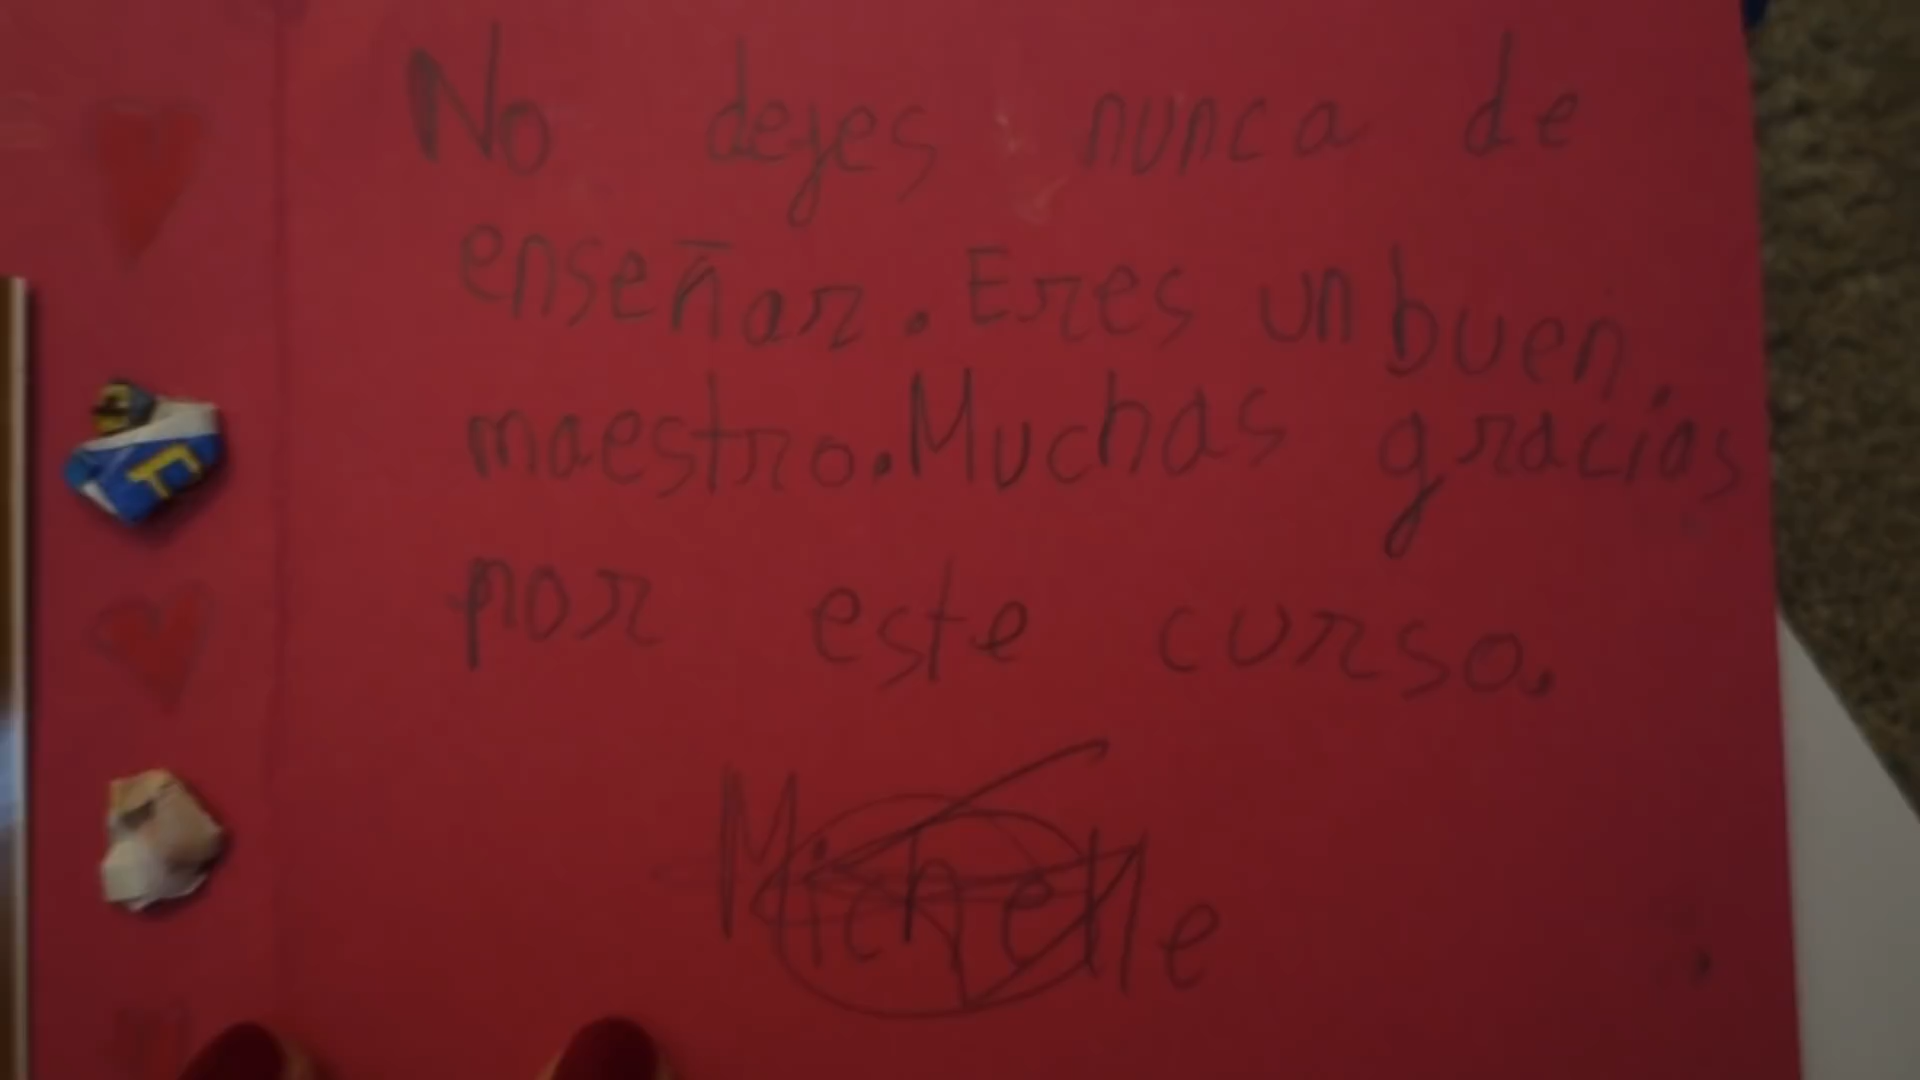 No dejes nunca de
enseñar. Eres un buen
maestro. Muchas gracias
por este curso.
Michelle